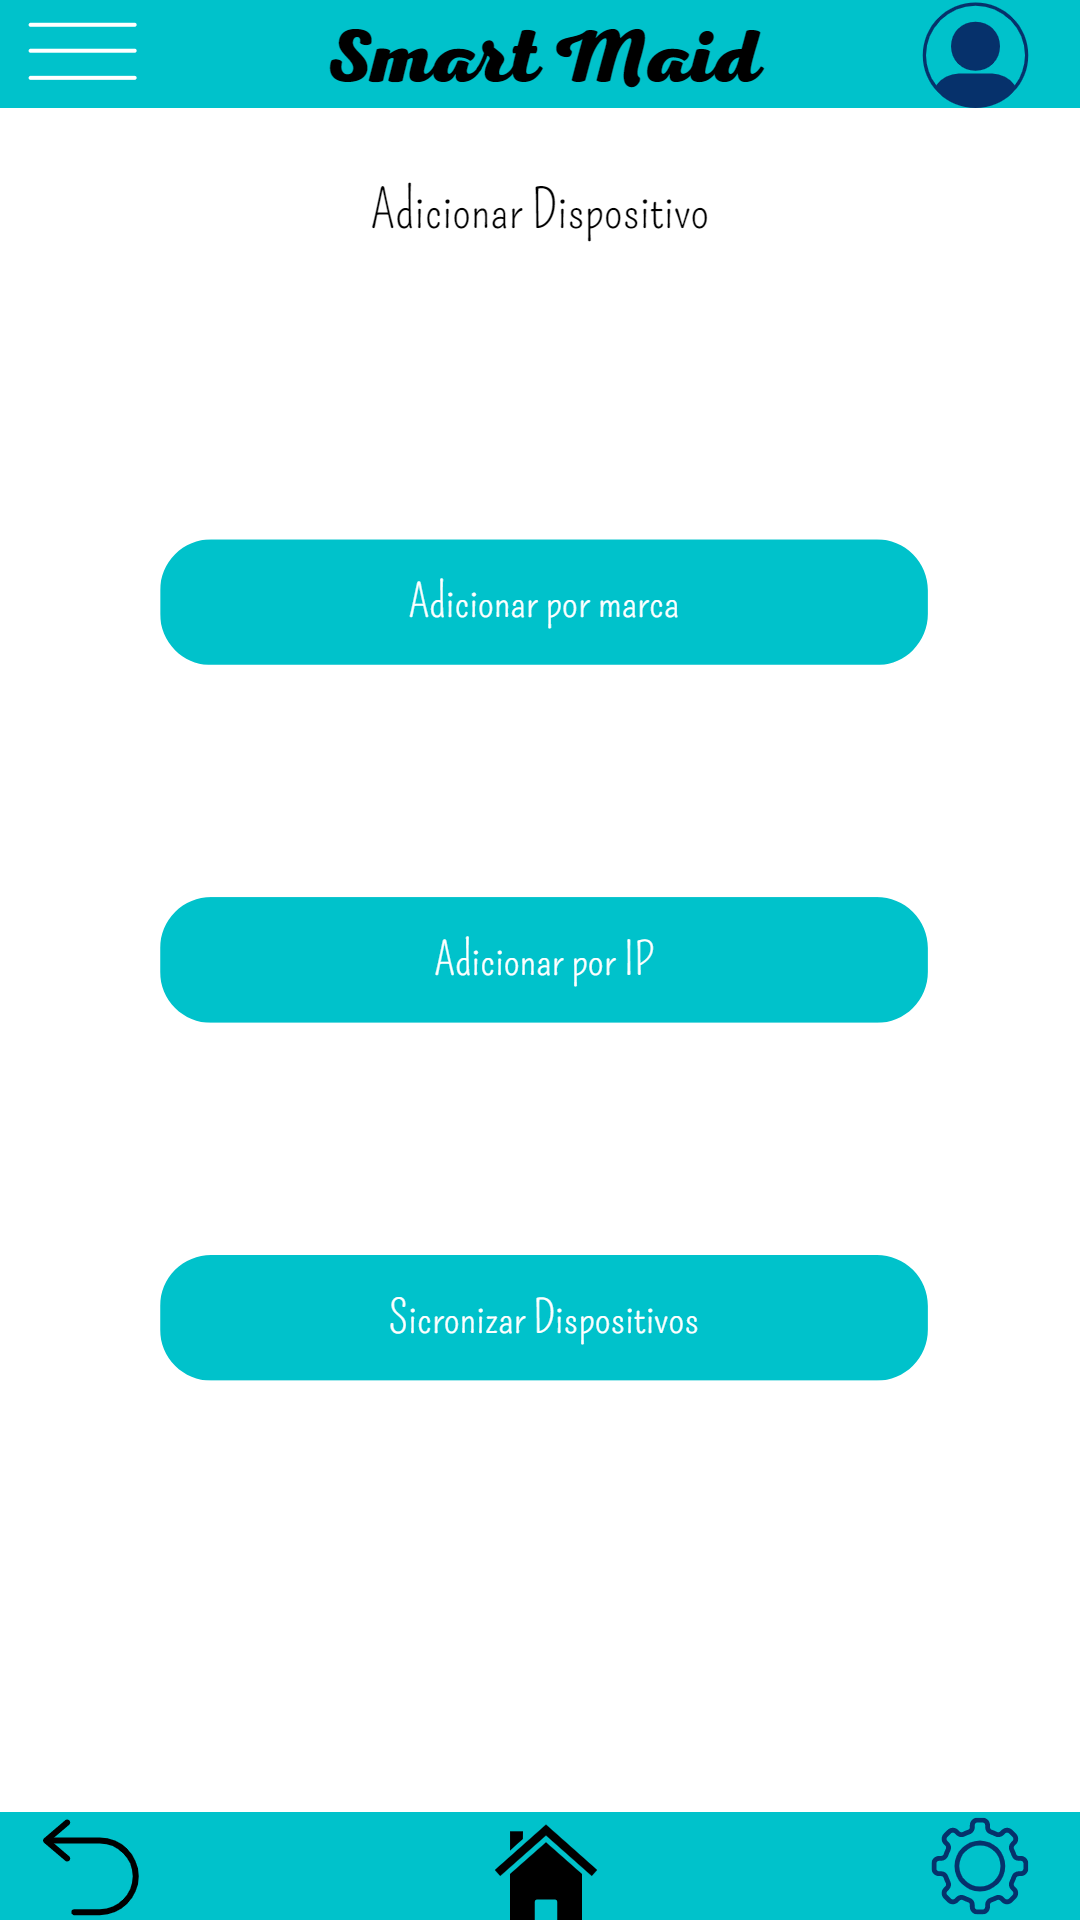 Smart Maid
Adicionar Dispositivo
Adicionar por marca
Adicionar por IP
Sicronizar Dispositivos